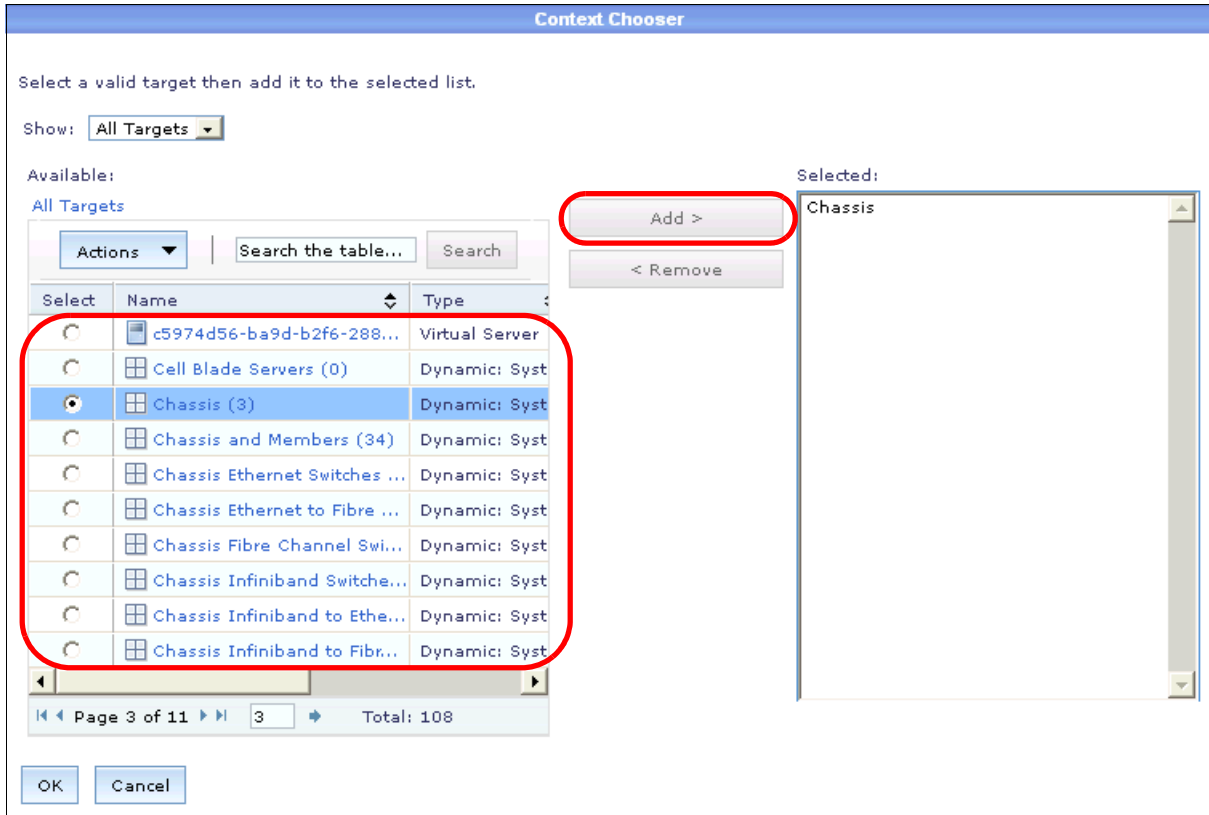 Context Chooser
Select a valid target then add it to the selected list.
Show: All Targets
Available:
Selected:
All Targets
Add >
Chassis
Actions | Search the table... Search
< Remove
Select Name Type
c5974d56-ba9d-b2f6-288... Virtual Server
Cell Blade Servers (0) Dynamic: Syst
Chassis (3) Dynamic: Syst
Chassis and Members (34) Dynamic: Syst
Chassis Ethernet Switches ... Dynamic: Syst
Chassis Ethernet to Fibre ... Dynamic: Syst
Chassis Fibre Channel Swi... Dynamic: Syst
Chassis Infiniband Switche... Dynamic: Syst
Chassis Infiniband to Ethe... Dynamic: Syst
Chassis Infiniband to Fibr... Dynamic: Syst
Page 3 of 11 3 Total: 108
OK Cancel